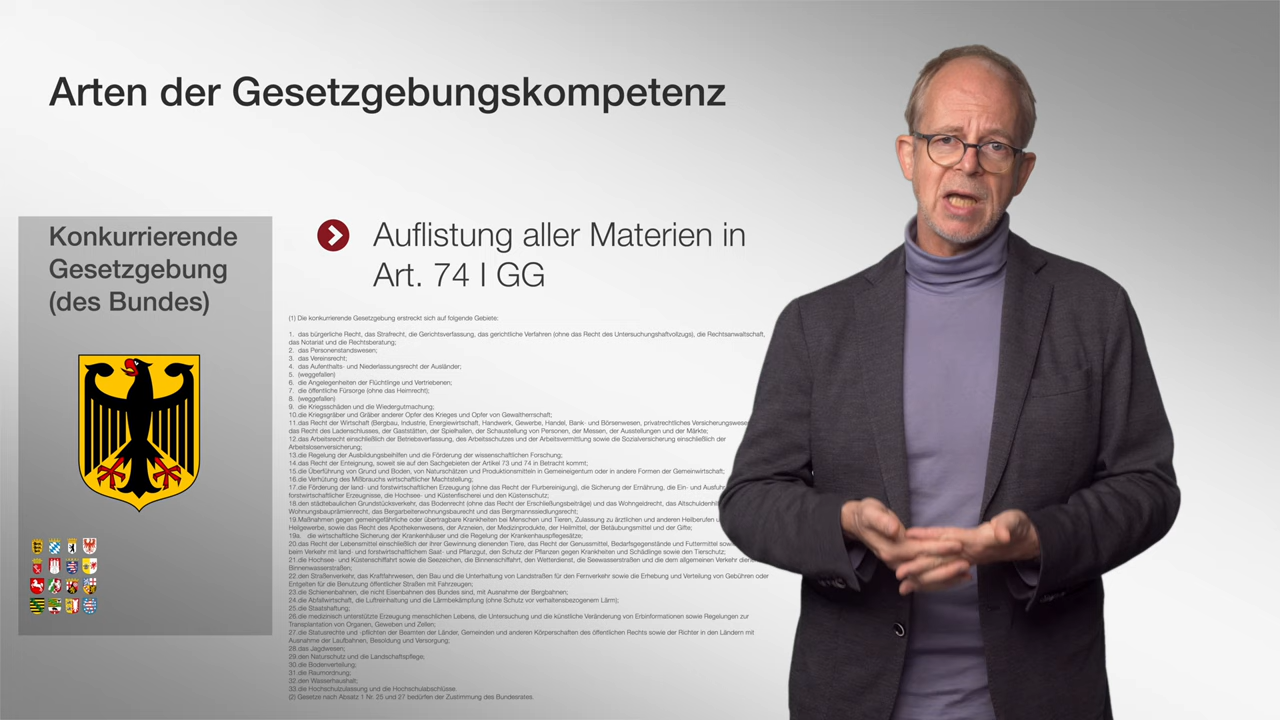 Arten der Gesetzgebungskompetenz
Konkurrierende
Gesetzgebung
(des Bundes)
Auflistung aller Materien in
Art. 74 I GG
(1) Die konkurrierende Gesetzgebung erstreckt sich auf folgende Gebiete:
1. das bürgerliche Recht, das Strafrecht, die Gerichtsverfassung, das gerichtliche Verfahren (ohne das Recht des Untersuchungshaftvollzugs), die Rechtsanwaltschaft,
das Notariat und die Rechtsberatung;
2. das Personenstandswesen;
3. das Vereinsrecht;
4. das Aufenthalts- und Niederlassungsrecht der Ausländer;
5. (weggefallen)
6. die Angelegenheiten der Flüchtlinge und Vertriebenen;
7. die öffentliche Fürsorge (ohne das Heimrecht);
8. (weggefallen)
9. die Kriegsschäden und die Wiedergutmachung;
10.die Kriegsgräber und Gräber anderer Opfer des Krieges und Opfer von Gewaltherrschaft;
11.das Recht der Wirtschaft (Bergbau, Industrie, Energiewirtschaft, Handwerk, Gewerbe, Handel, Bank- und Börsenwesen, privatrechtliches
das Recht des Ladenschlusses, der Gaststätten, der Spielhallen, der Schaustellung von Personen, der Messen, der Ausstellungen und der Märkte;
12.das Arbeitsrecht einschließlich der Betriebsverfassung, des Arbeitsschutzes und der Arbeitsvermittlung sowie die Sozialversicherung einschließlich der
Arbeitslosenversicherung;
13.die Regelung der Ausbildungsbeihilfen und die Förderung der wissenschaftlichen Forschung;
14.das Recht der Enteignung, soweit sie auf den Sachgebieten der Artikel 73 und 74 in Betracht kommt;
15.die Überführung von Grund und Boden, von Naturschätzen und Produktionsmitteln in Gemeineigentum oder in andere Formen der Gemeinwirtschaft;
16.die Verhütung des Mißbrauchs wirtschaftlicher Machtstellung;
17.die Förderung der land- und forstwirtschaftlichen Erzeugung (ohne das Recht der Flurbereinigung), die Sicherung der Ernährung, die Ein- und
forstwirtschaftlicher Erzeugnisse, die Hochsee- und Küstenfischerei und den Küstenschutz;
18.den städtebaulichen Grundstücksverkehr, das Bodenrecht (ohne das Recht der Erschließungsbeiträge) und das Wohngeldrecht, das
Wohnungsbauprämienrecht, das Bergarbeiterwohnungsbaurecht und das Bergmannssiedlungsrecht;
19.Maßnahmen gegen gemeingefährliche oder übertragbare Krankheiten bei Menschen und Tieren, Zulassung zu ärztlichen und anderen Heilberufen
Heilgewerbe, sowie das Recht des Apothekenwesens, der Arzneien, der Medizinprodukte, der Heilmittel, der Betäubungsmittel und der Gifte;
19a. die wirtschaftliche Sicherung der Krankenhäuser und die Regelung der Krankenhauspflegesätze;
20.das Recht der Lebensmittel einschließlich der ihrer Gewinnung dienenden Tiere, das Recht der Genussmittel, Bedarfsgegenstände und Futtermittel
beim Verkehr mit land- und forstwirtschaftlichem Saat- und Pflanzgut, den Schutz der Pflanzen gegen Krankheiten und Schädlinge sowie den Tierschutz;
21.die Hochsee- und Küstenschiffahrt sowie die Seezeichen, die Binnenschiffahrt, den Wetterdienst, die Seewasserstraßen und die dem allgemeinen Verkehr
Binnenwasserstraßen;
22.den Straßenverkehr, das Kraftfahrwesen, den Bau und die Unterhaltung von Landstraßen für den Fernverkehr sowie die Erhebung und Verteilung von Gebühren oder
Entgelten für die Benutzung öffentlicher Straßen mit Fahrzeugen;
23.die Schienenbahnen, die nicht Eisenbahnen des Bundes sind, mit Ausnahme der Bergbahnen;
24.die Abfallwirtschaft, die Luftreinhaltung und die Lärmbekämpfung (ohne Schutz vor verhaltensbezogenem Lärm);
25.die Staatshaftung;
26.die medizinisch unterstützte Erzeugung menschlichen Lebens, die Untersuchung und die künstliche Veränderung von Erbinformationen sowie Regelungen zur
Transplantation von Organen, Geweben und Zellen;
27.die Statusrechte und -pflichten der Beamten der Länder, Gemeinden und anderen Körperschaften des öffentlichen Rechts sowie der Richter in den Ländern mit
Ausnahme der Laufbahnen, Besoldung und Versorgung;
28.das Jagdwesen;
29.den Naturschutz und die Landschaftspflege;
30.die Bodenverteilung;
31.die Raumordnung;
32.den Wasserhaushalt;
33.die Hochschulzulassung und die Hochschulabschlüsse.
(2) Gesetze nach Absatz 1 Nr. 25 und 27 bedürfen der Zustimmung des Bundesrates.